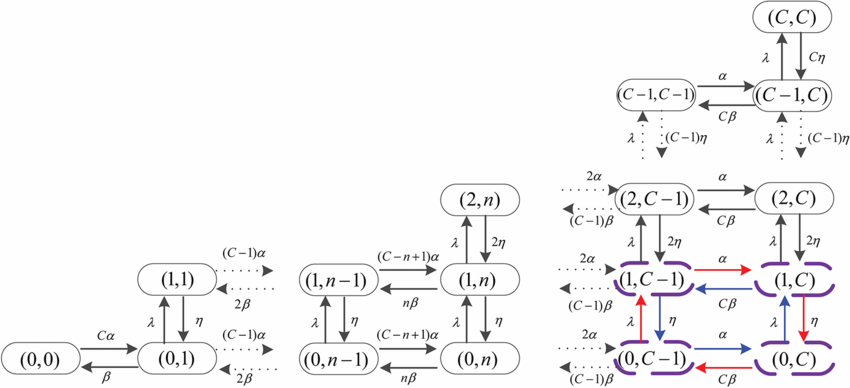 (C,C)
λ Cη
α
(C−1,C−1) (C−1,C)
Cβ
λ (C−1)η λ (C−1)η
2α α
(2,n) (2,C−1) (2,C)
(C−1)β Cβ
(C−1)α (C−n+1)α λ 2η λ 2η λ 2η
2α α
(1,1) (1,n−1) (1,n) (1,C−1) (1,C)
2β nβ (C−1)β Cβ
λ η (C−1)α λ η (C−n+1)α λ η λ η λ η
Cα 2α α
(0,0) (0,1) (0,n−1) (0,n) (0,C−1) (0,C)
β 2β nβ (C−1)β Cβ